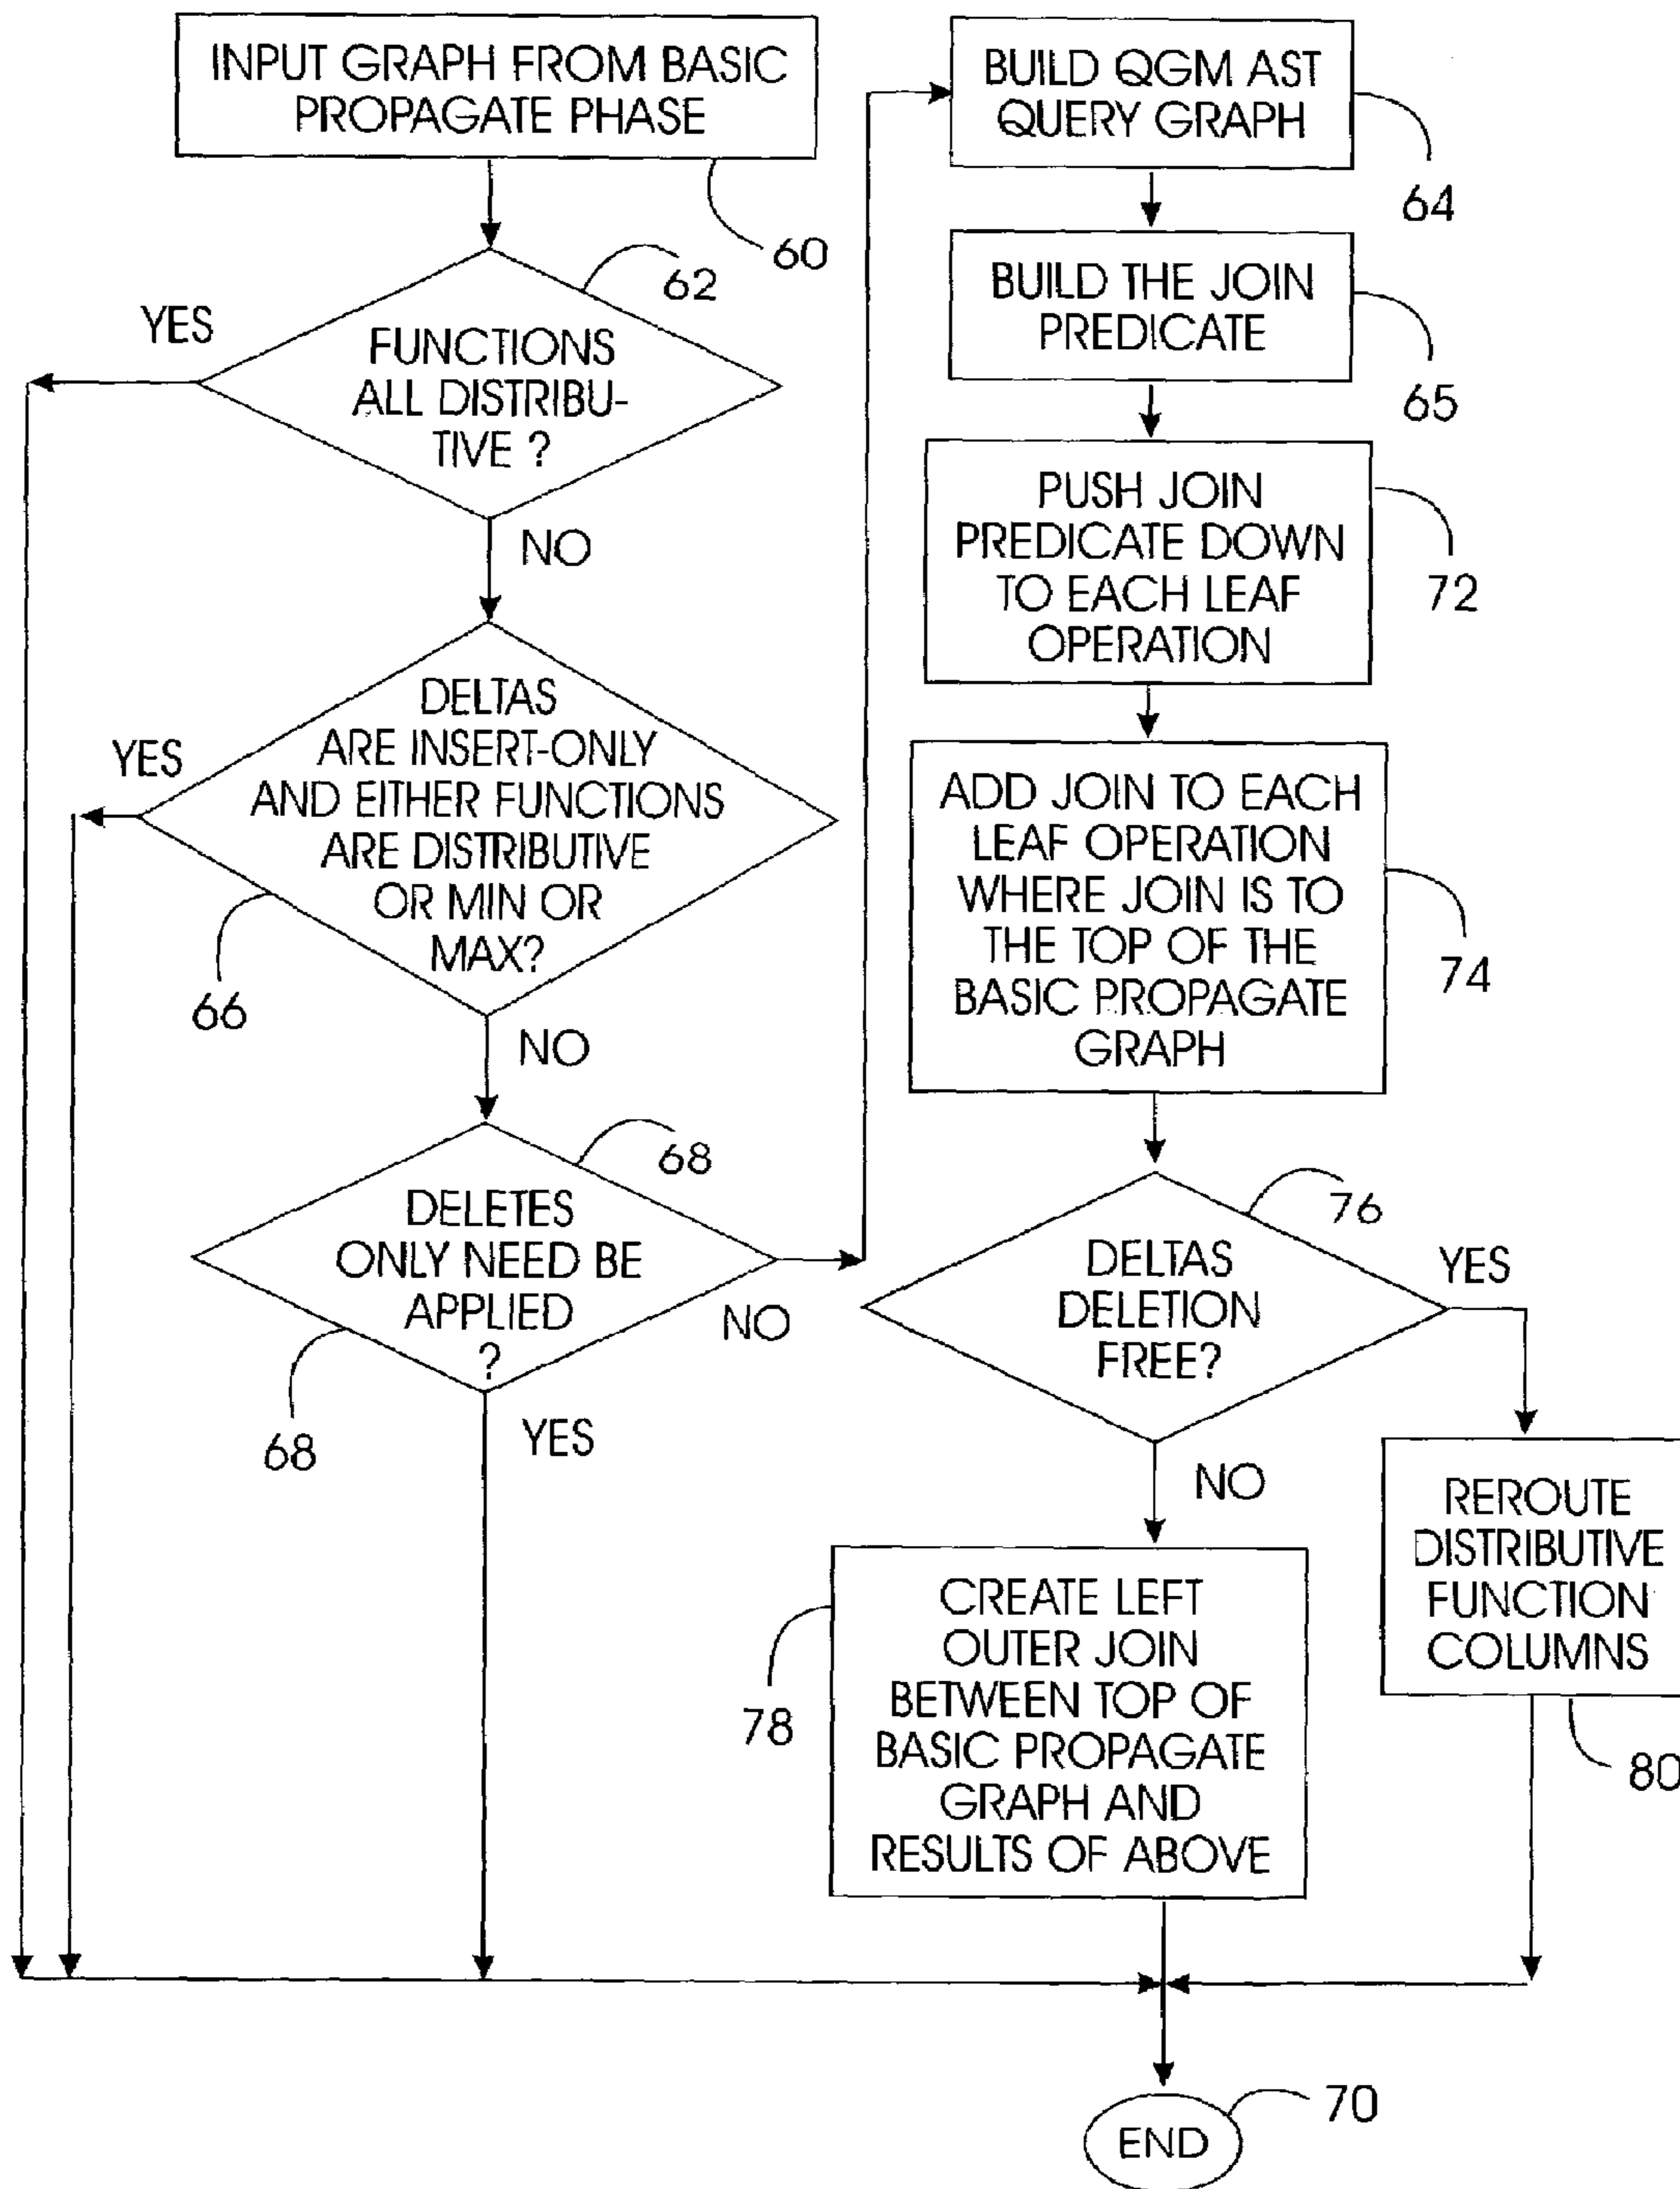 INPUT GRAPH FROM BASIC
PROPAGATE PHASE
60
62
YES
FUNCTIONS
ALL DISTRIBU-
TIVE ?
NO
DELTAS
ARE INSERT-ONLY
AND EITHER FUNCTIONS
ARE DISTRIBUTIVE
OR MIN OR
MAX?
YES
66
NO
68
DELETES
ONLY NEED BE
APPLIED
?
NO
68
YES
BUILD QGM AST
QUERY GRAPH
64
BUILD THE JOIN
PREDICATE
65
PUSH JOIN
PREDICATE DOWN
TO EACH LEAF
OPERATION
72
ADD JOIN TO EACH
LEAF OPERATION
WHERE JOIN IS TO
THE TOP OF THE
BASIC PROPAGATE
GRAPH
74
76
DELTAS
DELETION
FREE?
YES
NO
CREATE LEFT
OUTER JOIN
BETWEEN TOP OF
BASIC PROPAGATE
GRAPH AND
RESULTS OF ABOVE
78
REROUTE
DISTRIBUTIVE
FUNCTION
COLUMNS
80
END
70